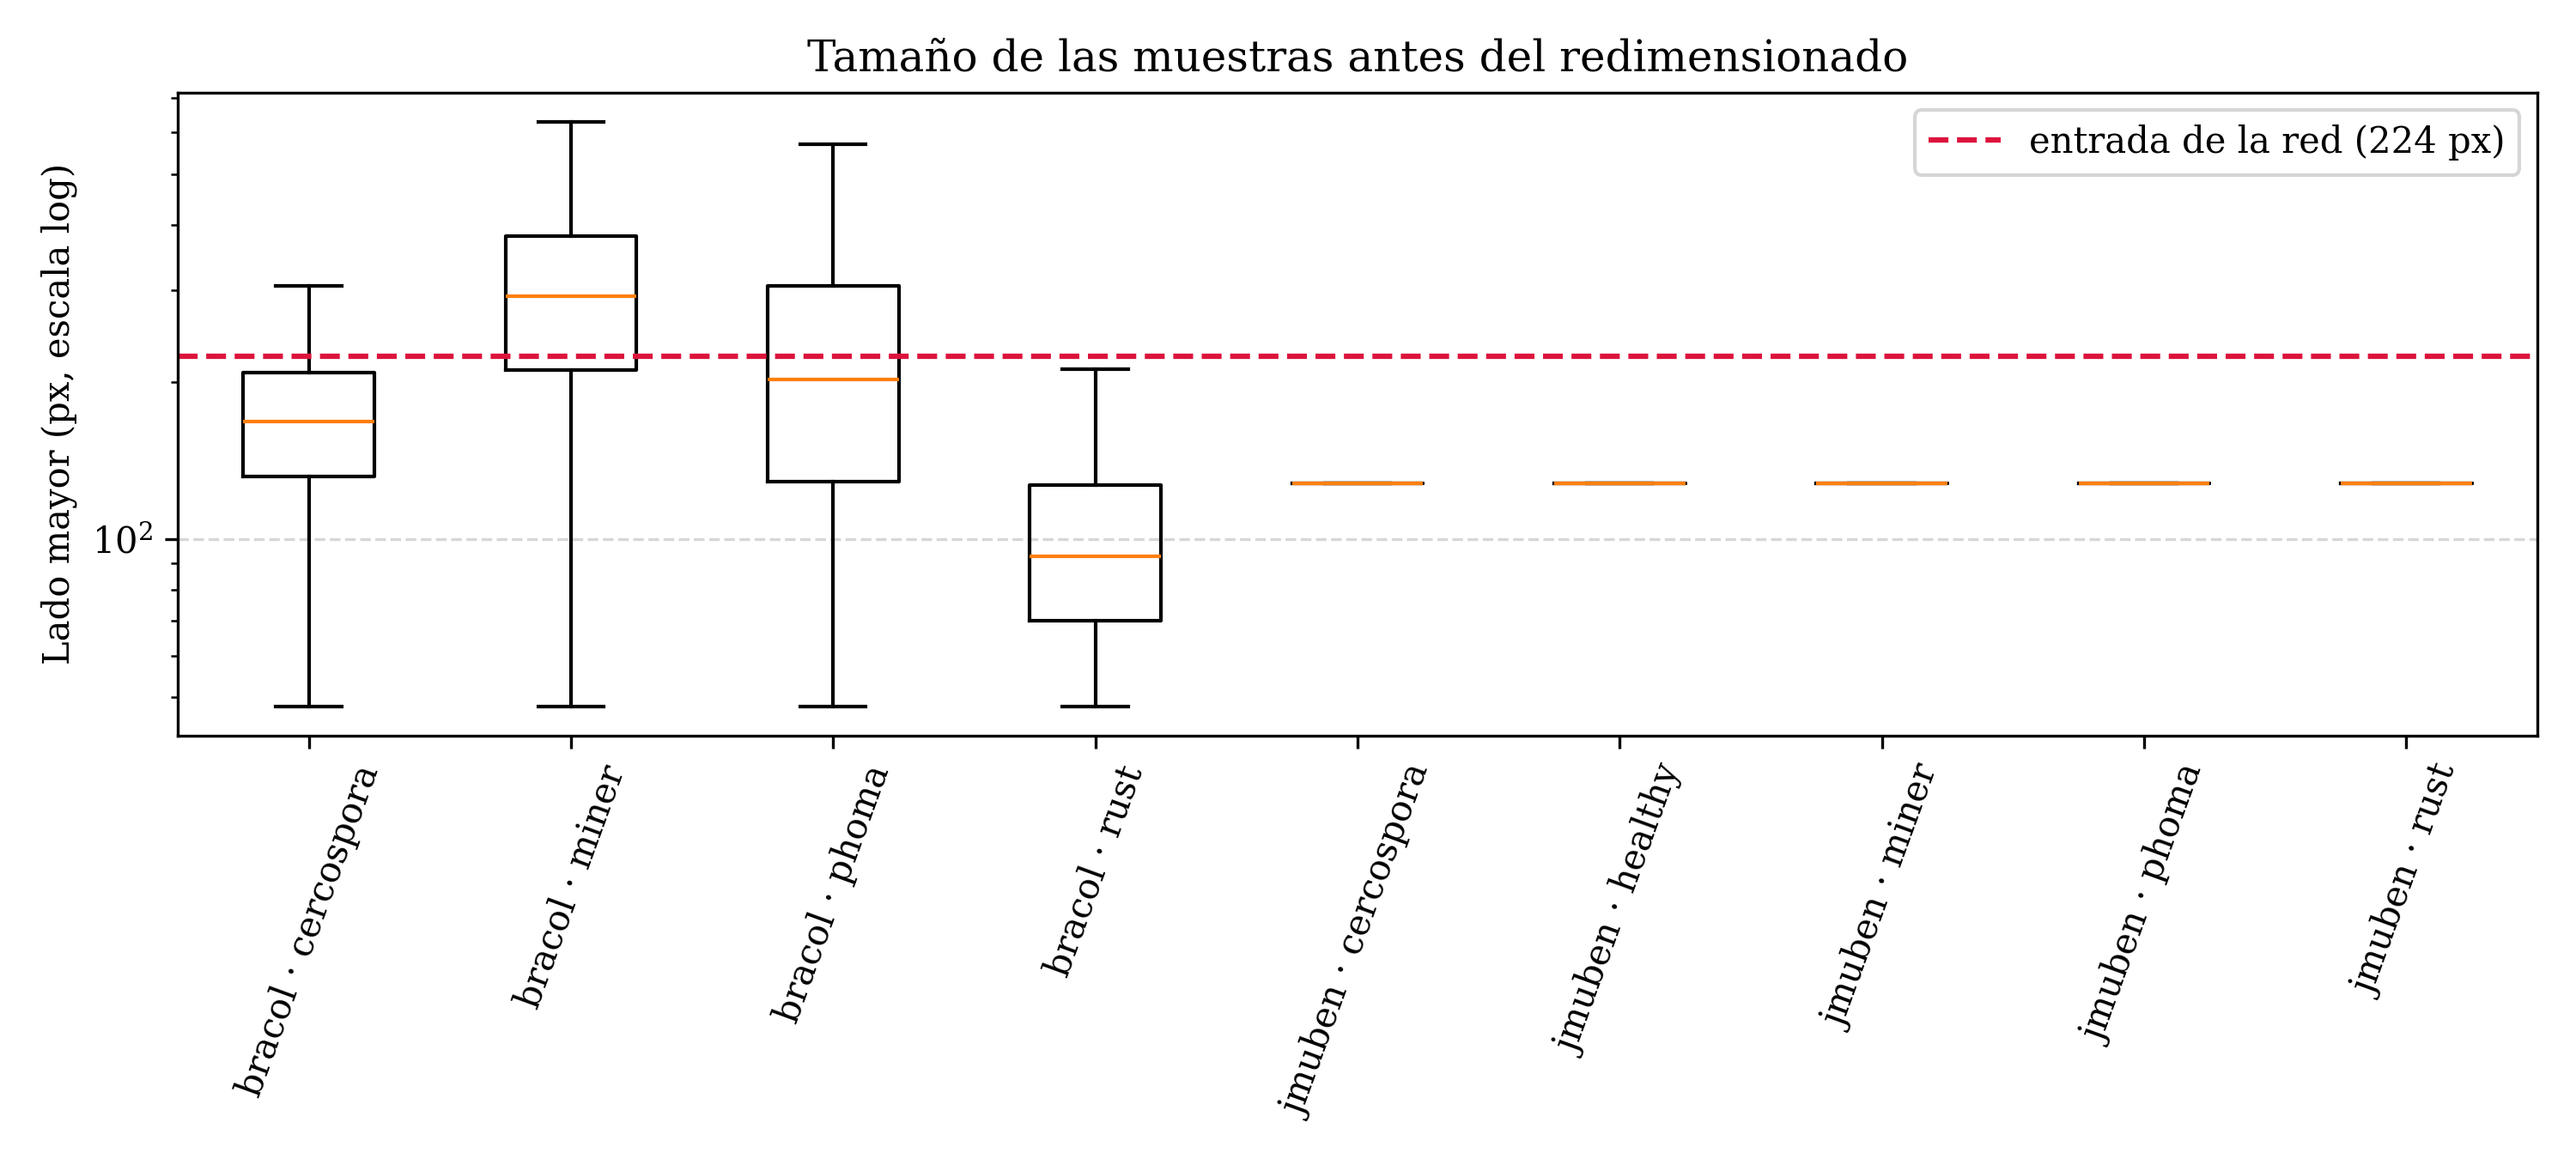 Tamaño de las muestras antes del redimensionado
entrada de la red (224 px)
Lado mayor (px, escala log)
10²
bracol · cercospora
bracol · miner
bracol · phoma
bracol · rust
jmuben · cercospora
jmuben · healthy
jmuben · miner
jmuben · phoma
jmuben · rust